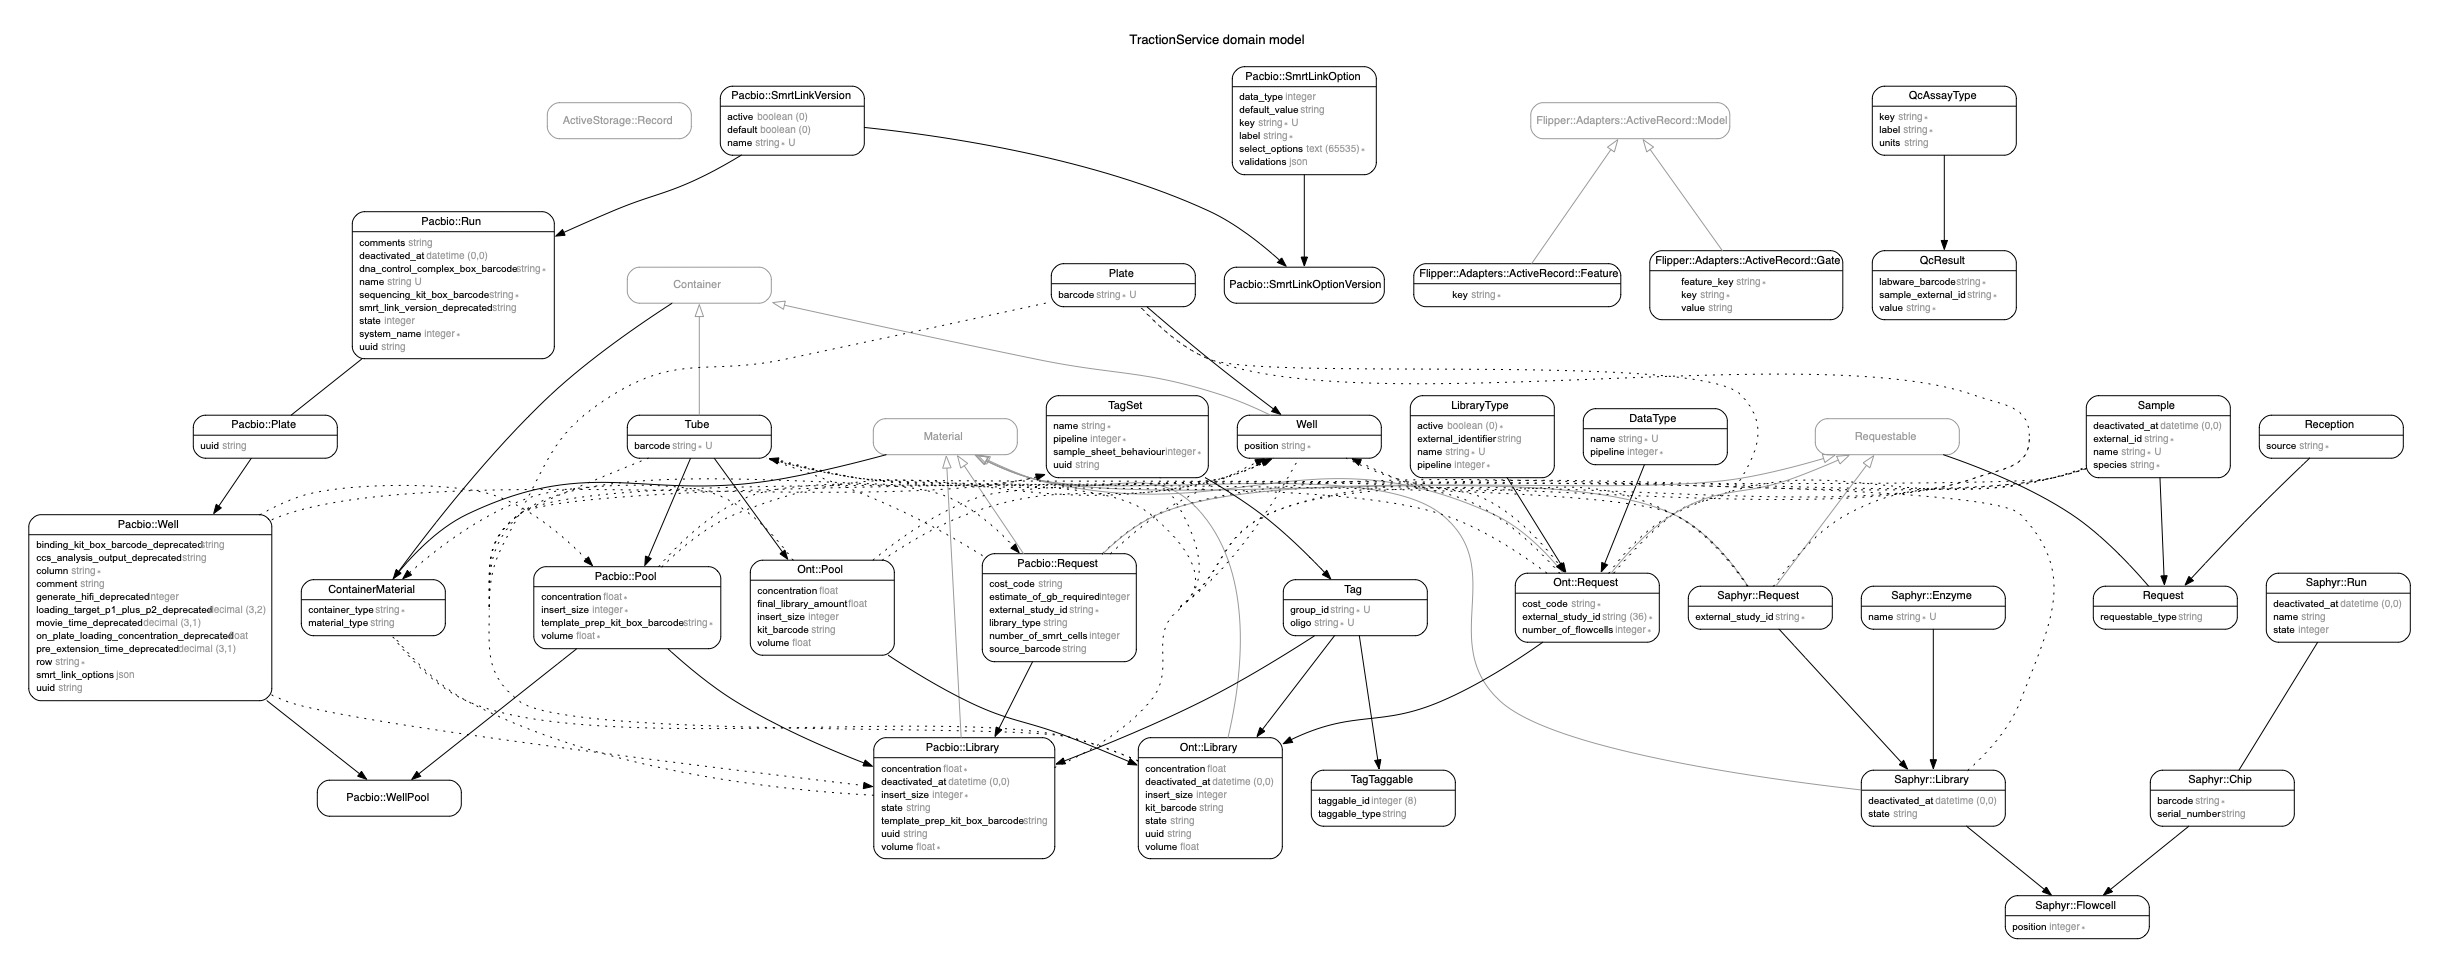 TractionService domain model
Pacbio::SmrtLinkVersion
active boolean (0)
default boolean (0)
name string ∗ U
ActiveStorage::Record
Pacbio::SmrtLinkOption
data_type integer
default_value string
key string ∗ U
label string ∗
select_options text (65535) ∗
validations json
Flipper::Adapters::ActiveRecord::Model
QcAssayType
key string ∗
label string ∗
units string
Pacbio::Run
comments string
deactivated_at datetime (0,0)
dna_control_complex_box_barcode string ∗
name string U
sequencing_kit_box_barcode string ∗
smrt_link_version_deprecated string
state integer
system_name integer ∗
uuid string
Container
Plate
barcode string ∗ U
Pacbio::SmrtLinkOptionVersion
Flipper::Adapters::ActiveRecord::Feature
key string ∗
Flipper::Adapters::ActiveRecord::Gate
feature_key string ∗
key string ∗
value string
QcResult
labware_barcode string ∗
sample_external_id string ∗
value string ∗
Pacbio::Plate
uuid string
Tube
barcode string ∗ U
Material
TagSet
name string ∗
pipeline integer ∗
sample_sheet_behaviour integer ∗
uuid string
Well
position string ∗
LibraryType
active boolean (0) ∗
external_identifier string
name string ∗ U
pipeline integer ∗
DataType
name string ∗ U
pipeline integer ∗
Requestable
Sample
deactivated_at datetime (0,0)
external_id string ∗
name string ∗ U
species string ∗
Reception
source string ∗
Pacbio::Well
binding_kit_box_barcode_deprecated string
ccs_analysis_output_deprecated string
column string ∗
comment string
generate_hifi_deprecated integer
loading_target_p1_plus_p2_deprecated decimal (3,2)
movie_time_deprecated decimal (3,1)
on_plate_loading_concentration_deprecated float
pre_extension_time_deprecated decimal (3,1)
row string ∗
smrt_link_options json
uuid string
ContainerMaterial
container_type string ∗
material_type string
Pacbio::Pool
concentration float ∗
insert_size integer ∗
template_prep_kit_box_barcode string ∗
volume float ∗
Ont::Pool
concentration float
final_library_amount float
insert_size integer
kit_barcode string
volume float
Pacbio::Request
cost_code string
estimate_of_gb_required integer
external_study_id string ∗
library_type string
number_of_smrt_cells integer
source_barcode string
Tag
group_id string ∗ U
oligo string ∗ U
Ont::Request
cost_code string ∗
external_study_id string (36) ∗
number_of_flowcells integer ∗
Saphyr::Request
external_study_id string ∗
Saphyr::Enzyme
name string ∗ U
Request
requestable_type string
Saphyr::Run
deactivated_at datetime (0,0)
name string
state integer
Pacbio::WellPool
Pacbio::Library
concentration float ∗
deactivated_at datetime (0,0)
insert_size integer ∗
state string
template_prep_kit_box_barcode string
uuid string
volume float ∗
Ont::Library
concentration float
deactivated_at datetime (0,0)
insert_size integer
kit_barcode string
state string
uuid string
volume float
TagTaggable
taggable_id integer (8)
taggable_type string
Saphyr::Library
deactivated_at datetime (0,0)
state string
Saphyr::Chip
barcode string ∗
serial_number string
Saphyr::Flowcell
position integer ∗